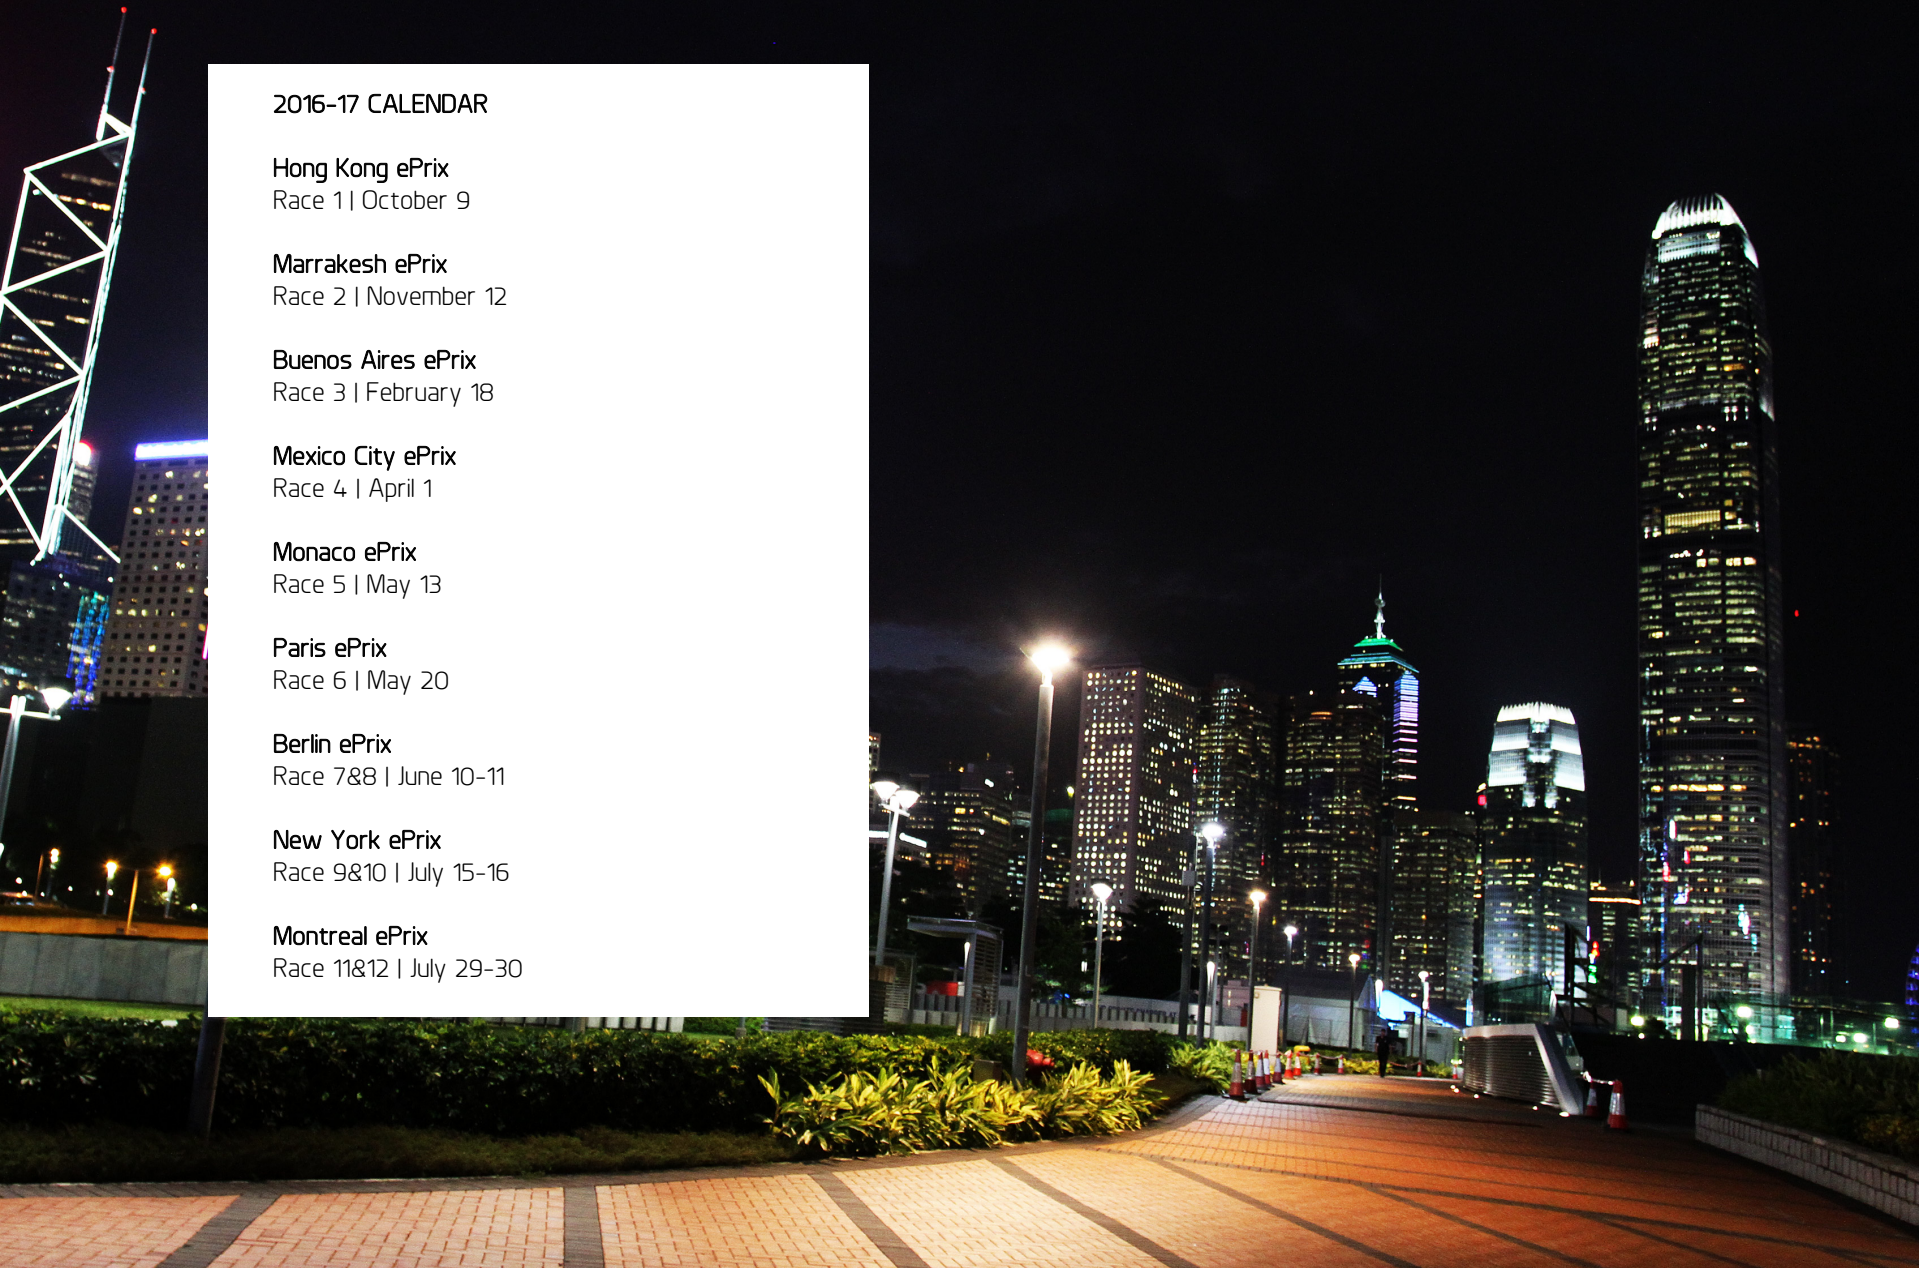 2016-17 CALENDAR
Hong Kong ePrix
Race 1 | October 9
Marrakesh ePrix
Race 2 | November 12
Buenos Aires ePrix
Race 3 | February 18
Mexico City ePrix
Race 4 | April 1
Monaco ePrix
Race 5 | May 13
Paris ePrix
Race 6 | May 20
Berlin ePrix
Race 7&8 | June 10-11
New York ePrix
Race 9&10 | July 15-16
Montreal ePrix
Race 11&12 | July 29-30